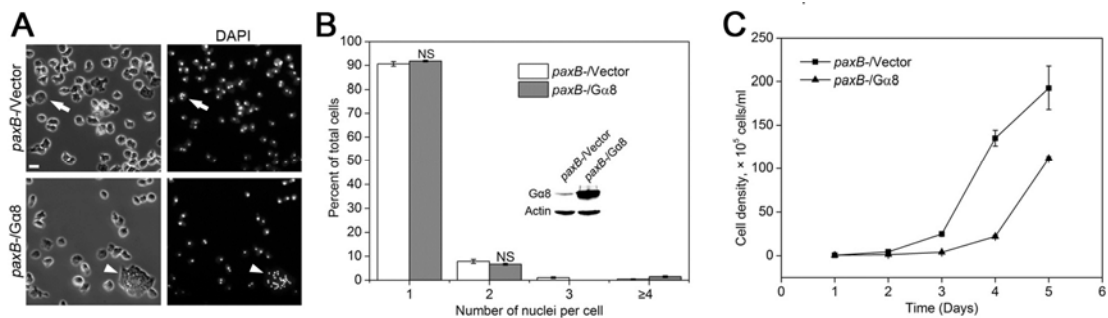 A
DAPI
paxB-/Vector
paxB-/Gα8
B
100
90
80
70
60
50
40
30
20
10
0
Percent of total cells
NS
NS
paxB-/Vector
paxB-/Gα8
paxB-/Vector
paxB-/Gα8
Gα8
Actin
1 2 3 ≥4
Number of nuclei per cell
C
250
200
150
100
50
0
Cell density, × 10⁵ cells/ml
paxB-/Vector
paxB-/Gα8
0 1 2 3 4 5 6
Time (Days)